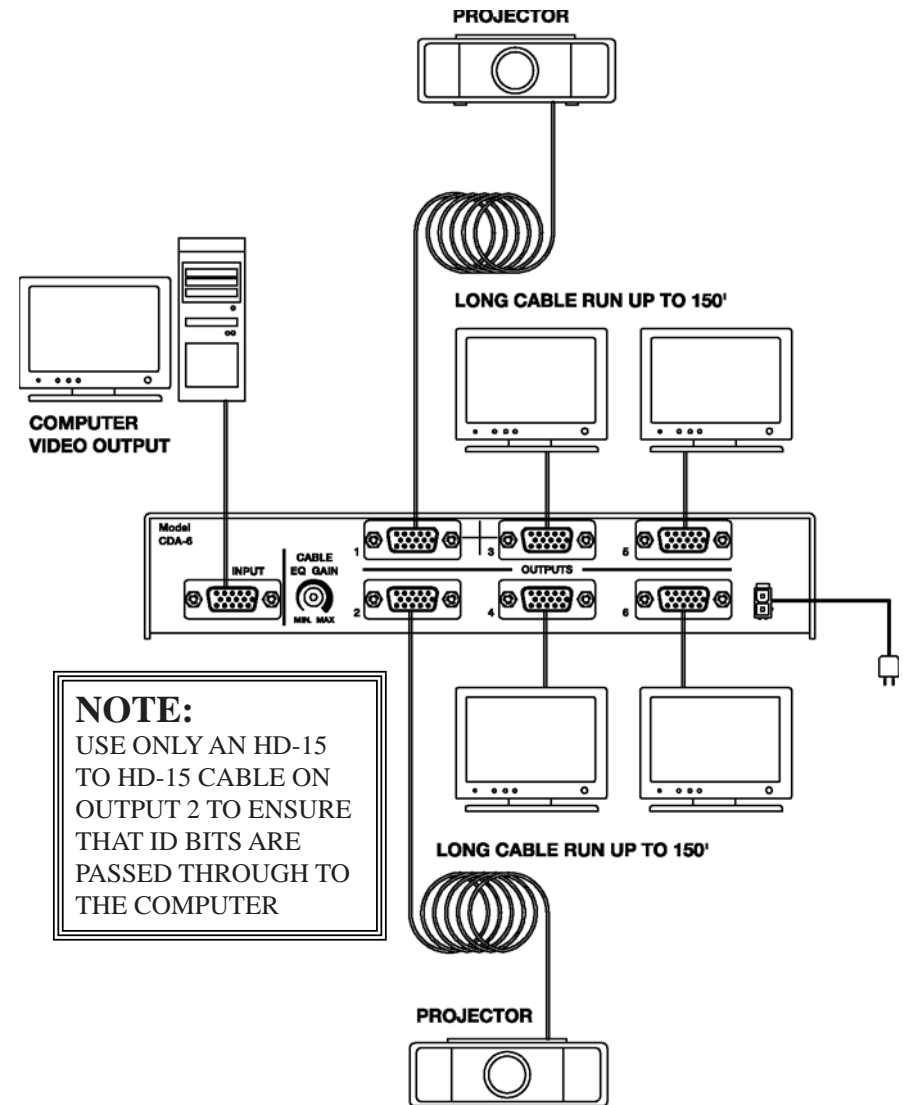 PROJECTOR
LONG CABLE RUN UP TO 150'
COMPUTER
VIDEO OUTPUT
Model
CDA-6
INPUT
CABLE
EQ GAIN
MIN. MAX
1
3
5
OUTPUTS
2
4
6
NOTE:
USE ONLY AN HD-15
TO HD-15 CABLE ON
OUTPUT 2 TO ENSURE
THAT ID BITS ARE
PASSED THROUGH TO
THE COMPUTER
LONG CABLE RUN UP TO 150'
PROJECTOR